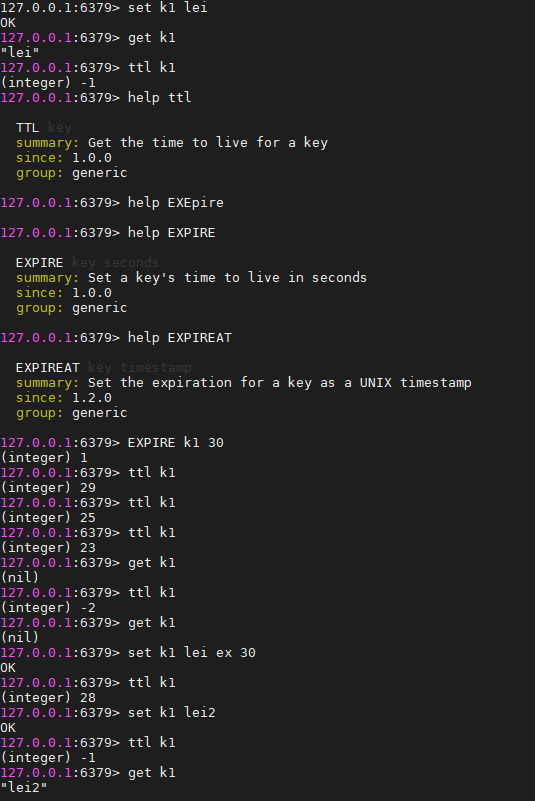 127.0.0.1:6379> set k1 lei
OK
127.0.0.1:6379> get k1
"lei"
127.0.0.1:6379> ttl k1
(integer) -1
127.0.0.1:6379> help ttl
TTL key
summary: Get the time to live for a key
since: 1.0.0
group: generic
127.0.0.1:6379> help EXEpire
127.0.0.1:6379> help EXPIRE
EXPIRE key seconds
summary: Set a key's time to live in seconds
since: 1.0.0
group: generic
127.0.0.1:6379> help EXPIREAT
EXPIREAT key timestamp
summary: Set the expiration for a key as a UNIX timestamp
since: 1.2.0
group: generic
127.0.0.1:6379> EXPIRE k1 30
(integer) 1
127.0.0.1:6379> ttl k1
(integer) 29
127.0.0.1:6379> ttl k1
(integer) 25
127.0.0.1:6379> ttl k1
(integer) 23
127.0.0.1:6379> get k1
(nil)
127.0.0.1:6379> ttl k1
(integer) -2
127.0.0.1:6379> get k1
(nil)
127.0.0.1:6379> set k1 lei ex 30
OK
127.0.0.1:6379> ttl k1
(integer) 28
127.0.0.1:6379> set k1 lei2
OK
127.0.0.1:6379> ttl k1
(integer) -1
127.0.0.1:6379> get k1
"lei2"